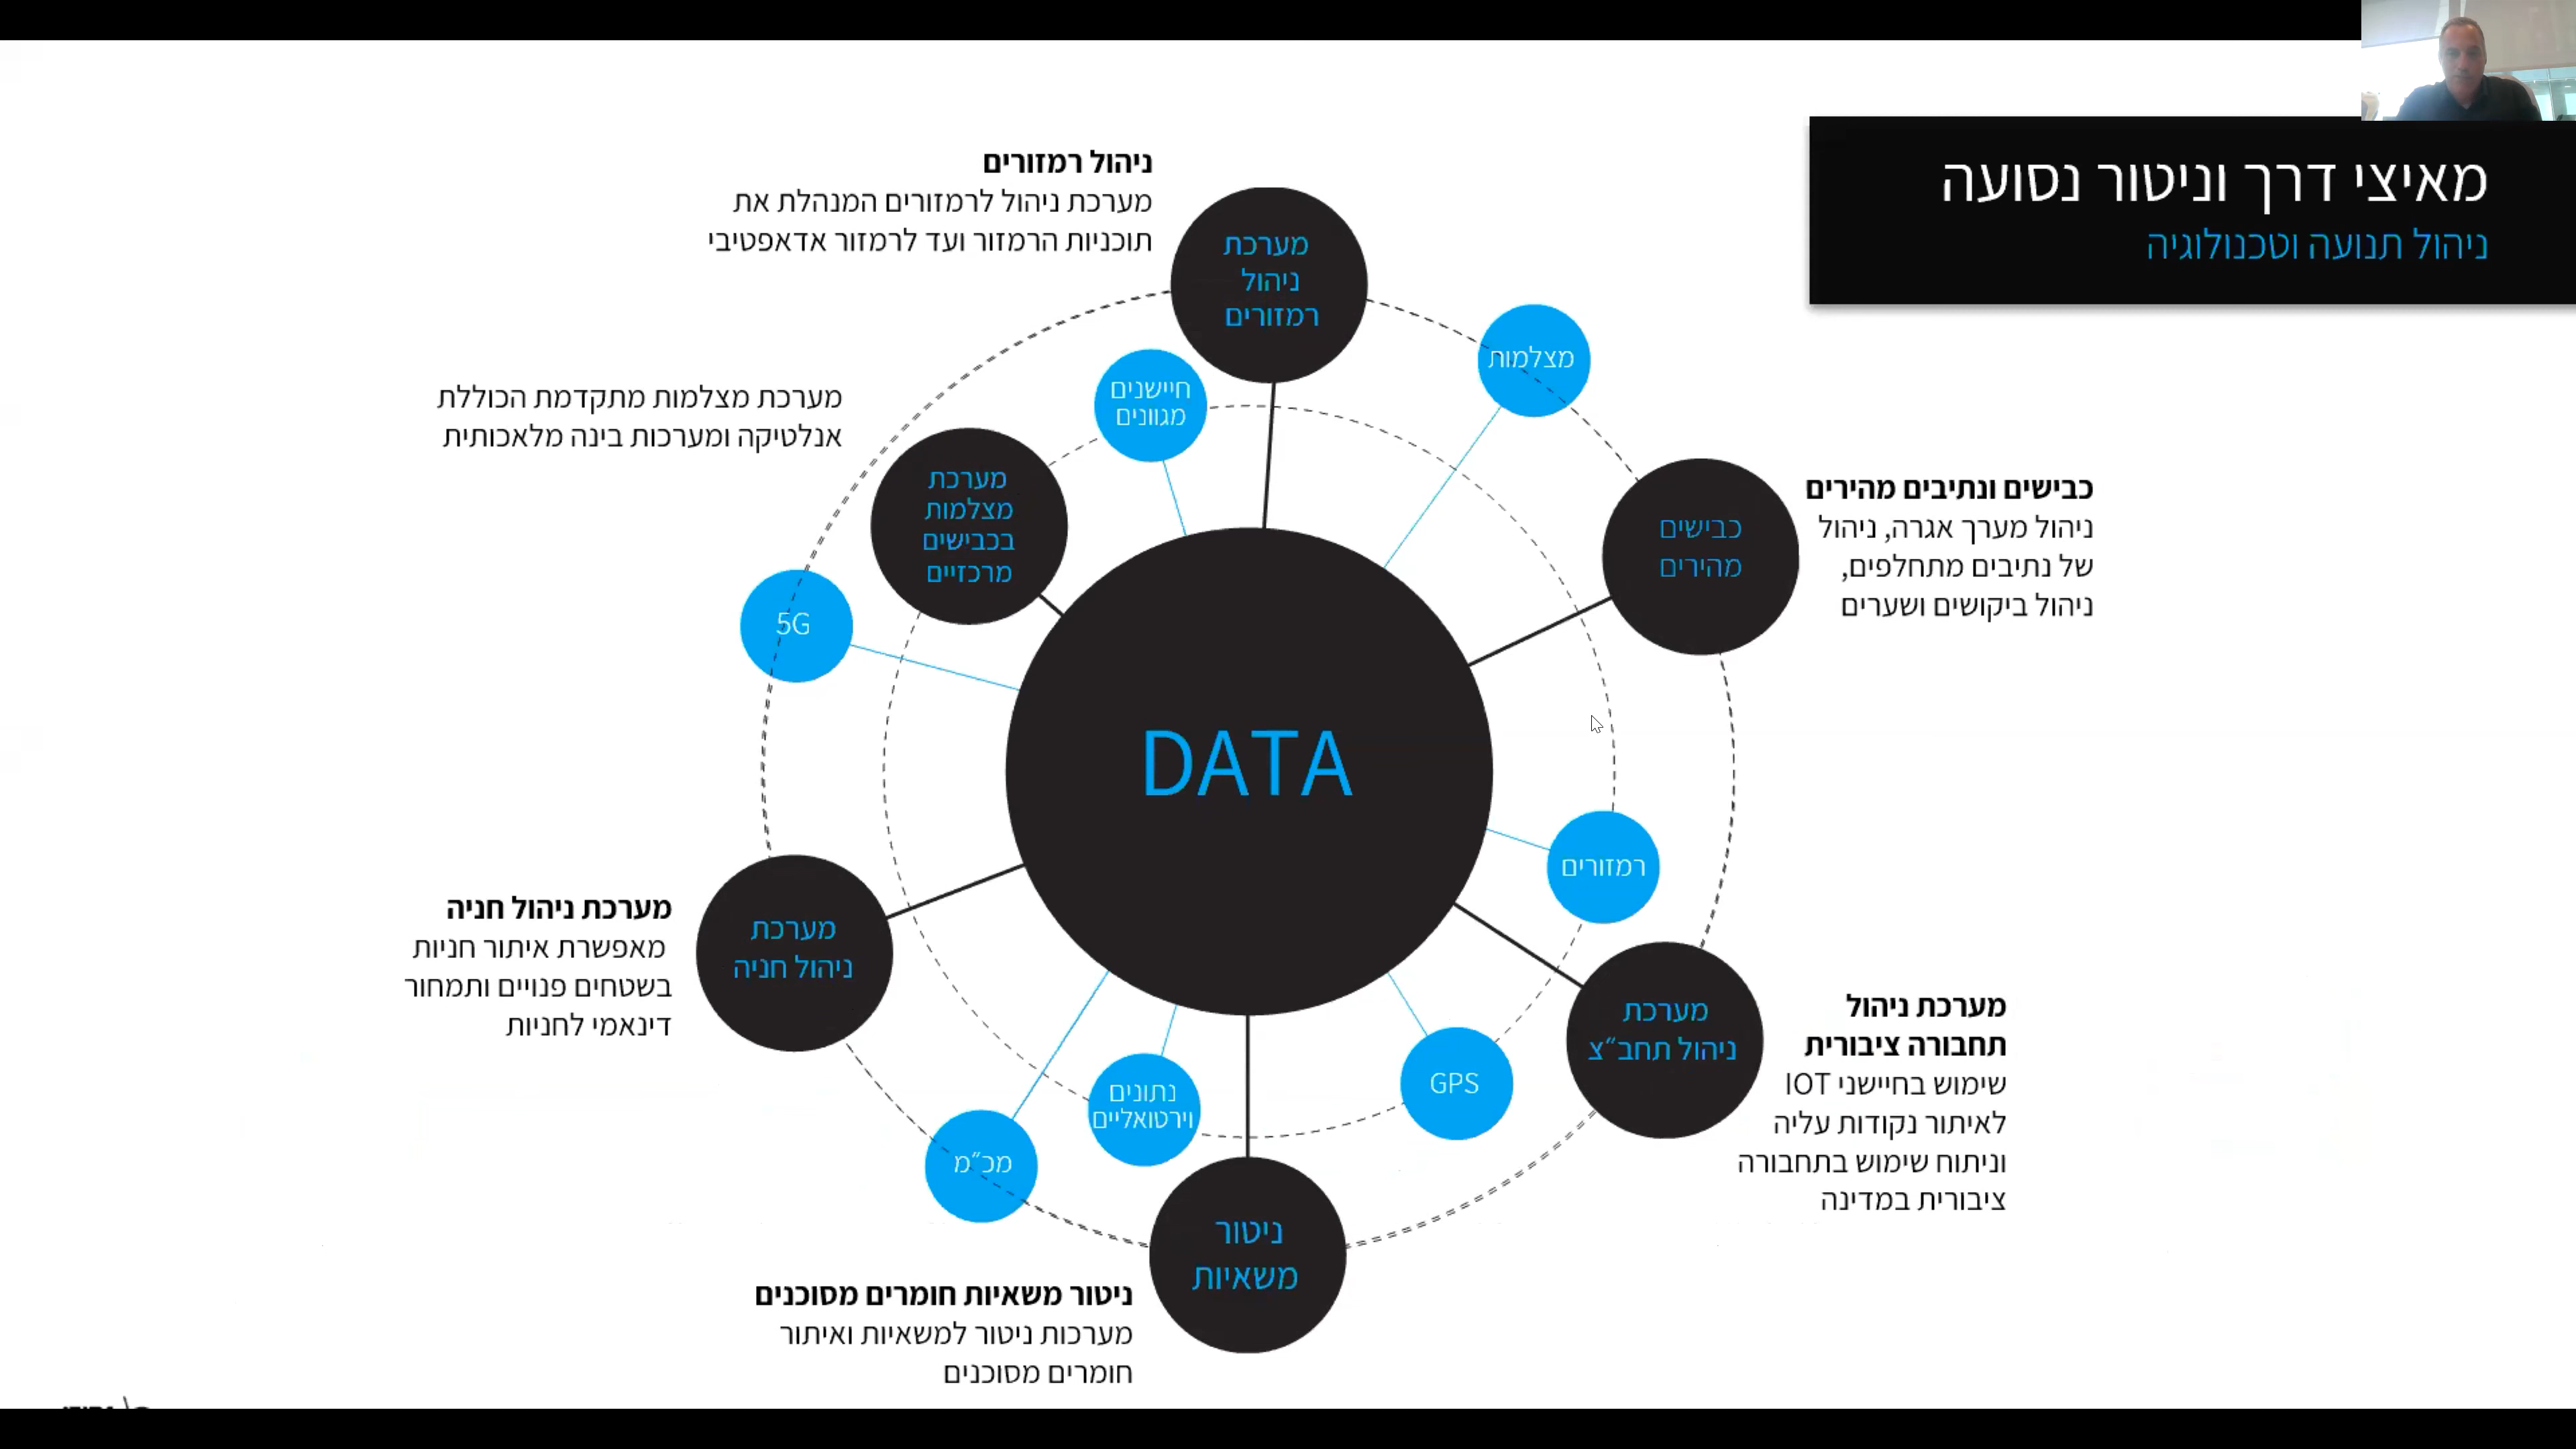 מאיצי דרך וניטור נסועה
ניהול תנועה וטכנולוגיה
ניהול רמזורים
מערכת ניהול לרמזורים המנהלת את
תוכניות הרמזור ועד לרמזור אדאפטיבי
מערכת
ניהול
רמזורים
מצלמות
חיישנים
מגוונים
מערכת מצלמות מתקדמת הכוללת
אנלטיקה ומערכות בינה מלאכותית
מערכת
מצלמות
בכבישים
מרכזיים
כבישים
מהירים
כבישים ונתיבים מהירים
ניהול מערך אגרה, ניהול
של נתיבים מתחלפים,
ניהול ביקושים ושערים
5G
DATA
רמזורים
מערכת
ניהול חניה
מערכת ניהול חניה
מאפשרת איתור חניות
בשטחים פנויים ותמחור
דינאמי לחניות
מערכת
ניהול תחב״צ
מערכת ניהול
תחבורה ציבורית
שימוש בחיישני IOT
לאיתור נקודות עליה
וניתוח שימוש בתחבורה
ציבורית במדינה
GPS
נתונים
וירטואליים
מכ״מ
ניטור
משאיות
ניטור משאיות חומרים מסוכנים
מערכות ניטור למשאיות ואיתור
חומרים מסוכנים